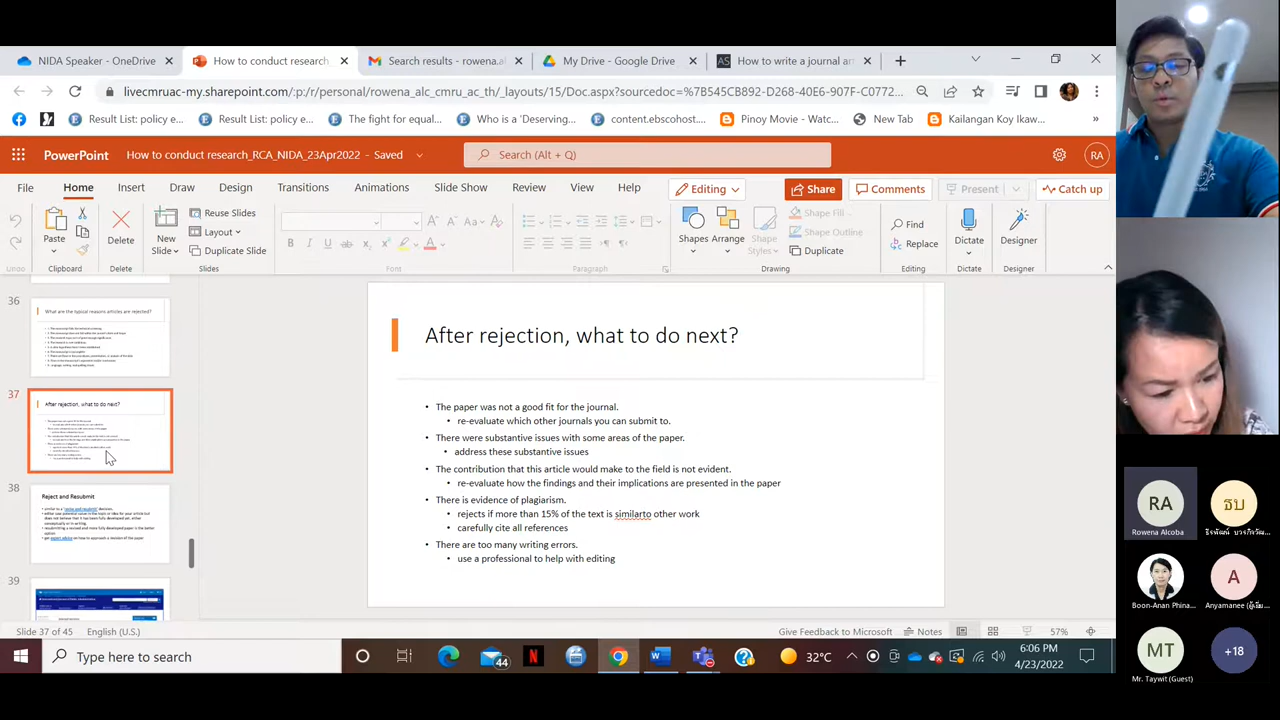 NIDA Speaker - OneDrive
How to conduct research_
Search results - rowena.al
My Drive - Google Drive
How to write a journal ar
livecmruac-my.sharepoint.com/:p:/r/personal/rowena_alc_cmru_ac_th/_layouts/15/Doc.aspx?sourcedoc=%7B545CB892-D268-40E6-907F-C0772...
Result List: policy e...
Result List: policy e...
The fight for equal...
Who is a 'Deserving...
content.ebscohost...
Pinoy Movie - Watc...
New Tab
Kailangan Koy Ikaw...
PowerPoint
How to conduct research_RCA_NIDA_23Apr2022 - Saved
Search (Alt + Q)
RA
File
Home
Insert
Draw
Design
Transitions
Animations
Slide Show
Review
View
Help
Editing
Share
Comments
Present
Catch up
Paste
Delete
New
Slide
Reuse Slides
Layout
Duplicate Slide
Shapes
Arrange
Shape
Styles
Shape Fill
Shape Outline
Duplicate
Find
Replace
Dictate
Designer
Undo
Clipboard
Delete
Slides
Font
Paragraph
Drawing
Editing
Dictate
Designer
36
What are the typical reasons articles are rejected?
37
After rejection, what to do next?
38
Reject and Resubmit
39
After rejection, what to do next?
• The paper was not a good fit for the journal.
• re-evaluate which other journals you can submit to.
• There were substantive issues with some areas of the paper.
• address these substantive issues
• The contribution that this article would make to the field is not evident.
• re-evaluate how the findings and their implications are presented in the paper
• There is evidence of plagiarism.
• rejects if more than 15% of the text is similarto other work
• carefully cite all references
• There are too many writing errors.
• use a professional to help with editing
Slide 37 of 45
English (U.S.)
Give Feedback to Microsoft
Notes
57%
Type here to search
44
32°C
6:06 PM
4/23/2022
RA
Rowena Alcoba
ธบ
Boon-Anan Phina...
A
Anyamanee (ผู้เยี่ย...
MT
Mr. Taywit (Guest)
+18